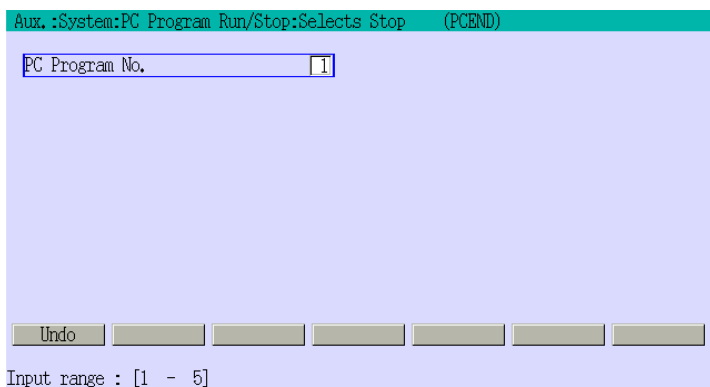 Aux.:System:PC Program Run/Stop:Selects Stop (PCEND)
PC Program No. 1
Undo
Input range : [1 - 5]